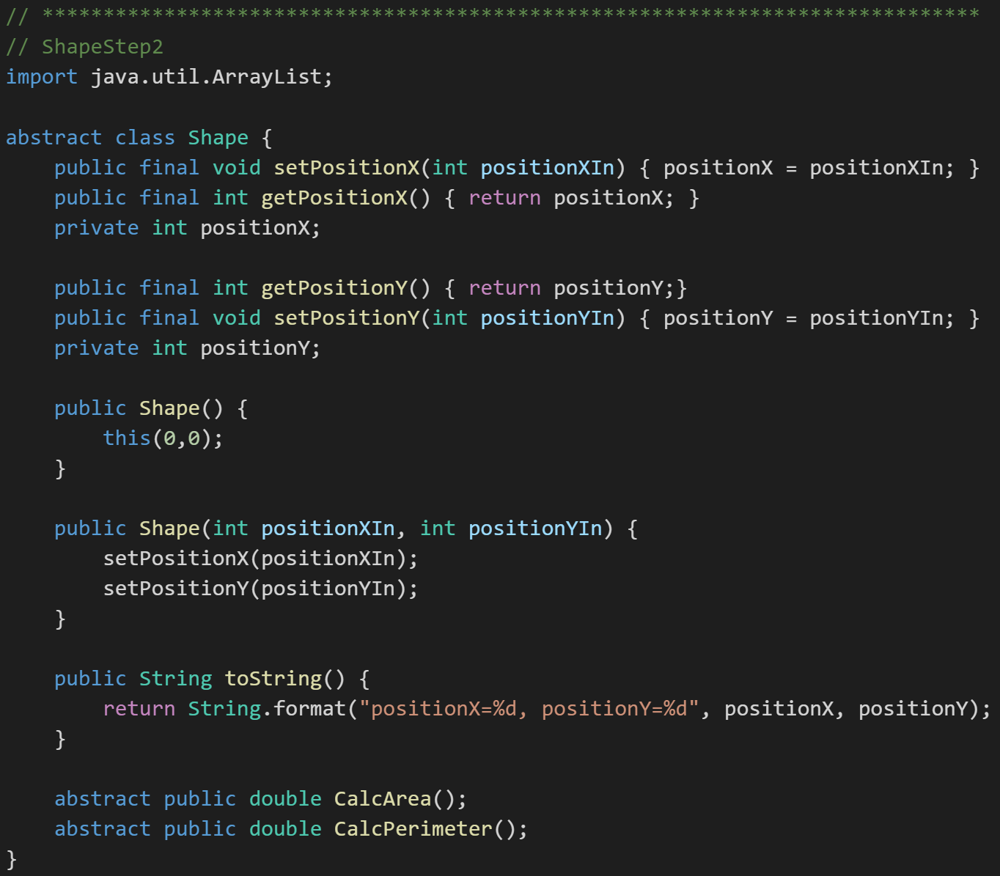 // *****************************************************************************
// ShapeStep2
import java.util.ArrayList;

abstract class Shape {
    public final void setPositionX(int positionXIn) { positionX = positionXIn; }
    public final int getPositionX() { return positionX; }
    private int positionX;

    public final int getPositionY() { return positionY;}
    public final void setPositionY(int positionYIn) { positionY = positionYIn; }
    private int positionY;

    public Shape() {
        this(0,0);
    }

    public Shape(int positionXIn, int positionYIn) {
        setPositionX(positionXIn);
        setPositionY(positionYIn);
    }

    public String toString() {
        return String.format("positionX=%d, positionY=%d", positionX, positionY);
    }

    abstract public double CalcArea();
    abstract public double CalcPerimeter();
}